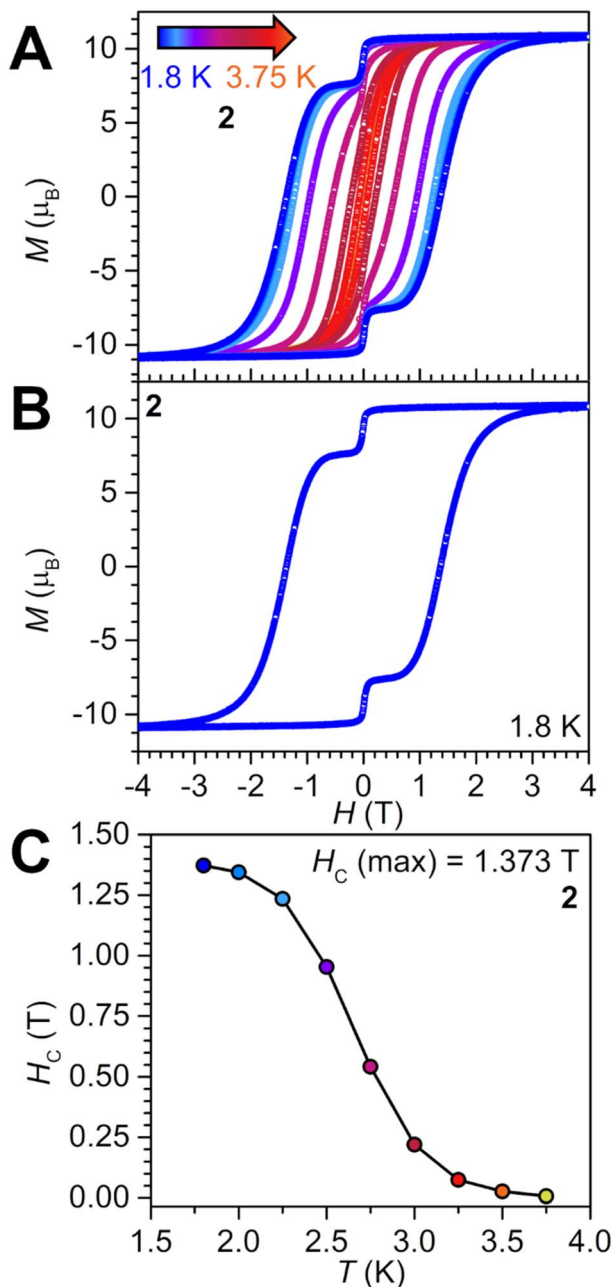 A
1.8 K 3.75 K
2
10
5
0
-5
-10
M (μB)
B
2
10
5
0
-5
-10
M (μB)
1.8 K
-4 -3 -2 -1 0 1 2 3 4
H (T)
C
HC (max) = 1.373 T
2
1.50
1.25
1.00
0.75
0.50
0.25
0.00
HC (T)
1.5 2.0 2.5 3.0 3.5 4.0
T (K)